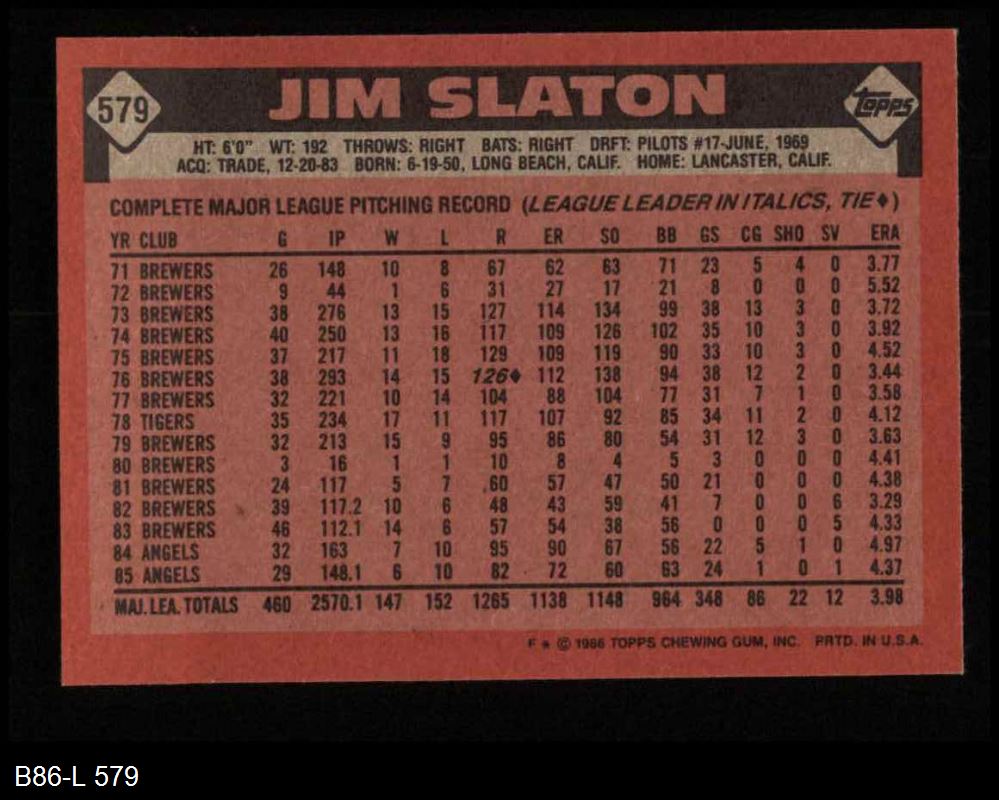 579 JIM SLATON Topps
HT: 6'0" WT: 192 THROWS: RIGHT BATS: RIGHT DRFT: PILOTS #17-JUNE, 1969
ACQ: TRADE, 12-20-83 BORN: 6-19-50, LONG BEACH, CALIF. HOME: LANCASTER, CALIF.
COMPLETE MAJOR LEAGUE PITCHING RECORD (LEAGUE LEADER IN ITALICS, TIE♦)
YR CLUB G IP W L R ER SO BB GS CG SHO SV ERA
71 BREWERS 26 148 10 8 67 62 63 71 23 5 4 0 3.77
72 BREWERS 9 44 1 6 31 27 17 21 8 0 0 0 5.52
73 BREWERS 38 276 13 15 127 114 134 99 38 13 3 0 3.72
74 BREWERS 40 250 13 16 117 109 126 102 35 10 3 0 3.92
75 BREWERS 37 217 11 18 129 109 119 90 33 10 3 0 4.52
76 BREWERS 38 293 14 15 126♦ 112 138 94 38 12 2 0 3.44
77 BREWERS 32 221 10 14 104 88 104 77 31 7 1 0 3.58
78 TIGERS 35 234 17 11 117 107 92 85 34 11 2 0 4.12
79 BREWERS 32 213 15 9 95 86 80 54 31 12 3 0 3.63
80 BREWERS 3 16 1 1 10 8 4 5 3 0 0 0 4.41
81 BREWERS 24 117 5 7 60 57 47 50 21 0 0 0 4.38
82 BREWERS 39 117.2 10 6 48 43 59 41 7 0 0 6 3.29
83 BREWERS 46 112.1 14 6 57 54 38 56 0 0 0 5 4.33
84 ANGELS 32 163 7 10 95 90 67 56 22 5 1 0 4.97
85 ANGELS 29 148.1 6 10 82 72 60 63 24 1 0 1 4.37
MAJ. LEA. TOTALS 460 2570.1 147 152 1265 1138 1148 964 348 86 22 12 3.98
F * © 1986 TOPPS CHEWING GUM, INC. PRTD. IN U.S.A.
B86-L 579